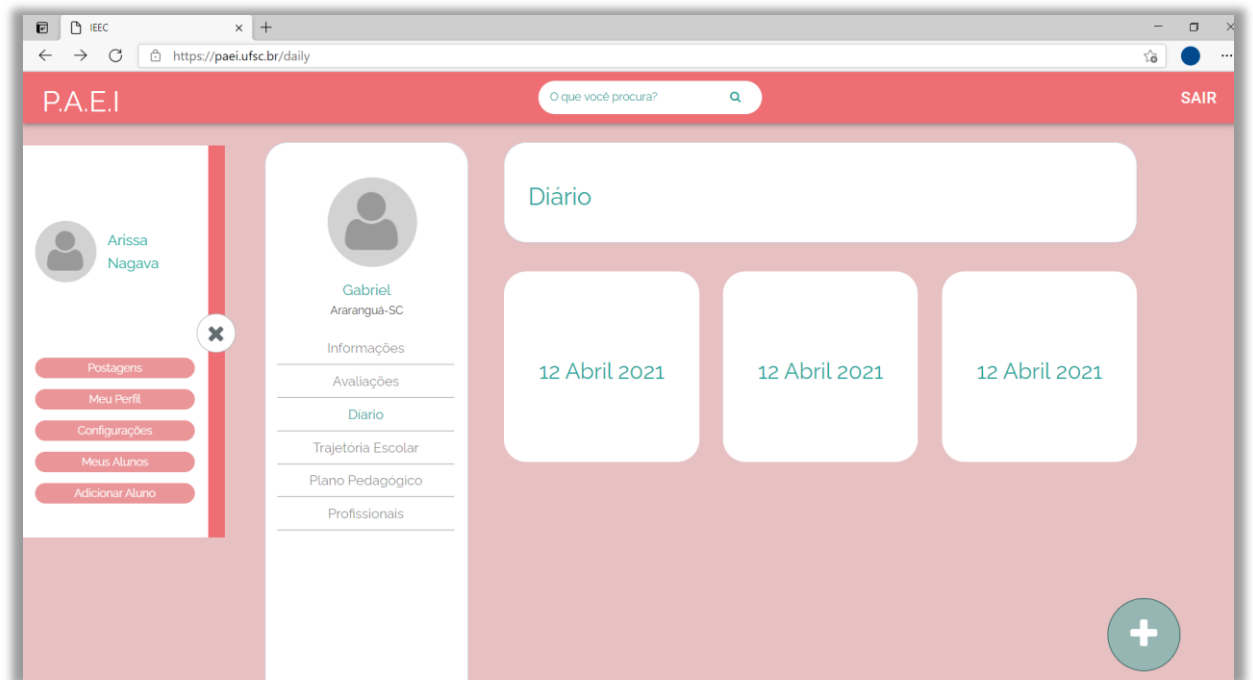 IEEC
https://paei.ufsc.br/daily
P.A.E.I
O que você procura?
SAIR
Arissa
Nagava
Postagens
Meu Perfil
Configurações
Meus Alunos
Adicionar Aluno
Gabriel
Araranguá-SC
Informações
Avaliações
Diario
Trajetória Escolar
Plano Pedagógico
Profissionais
Diário
12 Abril 2021
12 Abril 2021
12 Abril 2021